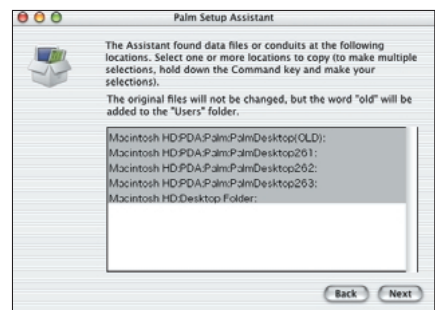 Palm Setup Assistant
The Assistant found data files or conduits at the following
locations. Select one or more locations to copy (to make multiple
selections, hold down the Command key and make your
selections).
The original files will not be changed, but the word "old" will be
added to the "Users" folder.
Macintosh HD:PDA:Palm:PalmDesktop(OLD):
Macintosh HD:PDA:Palm:PalmDesktop261:
Macintosh HD:PDA:Palm:PalmDesktop262:
Macintosh HD:PDA:Palm:PalmDesktop263:
Macintosh HD:Desktop Folder:
Back Next